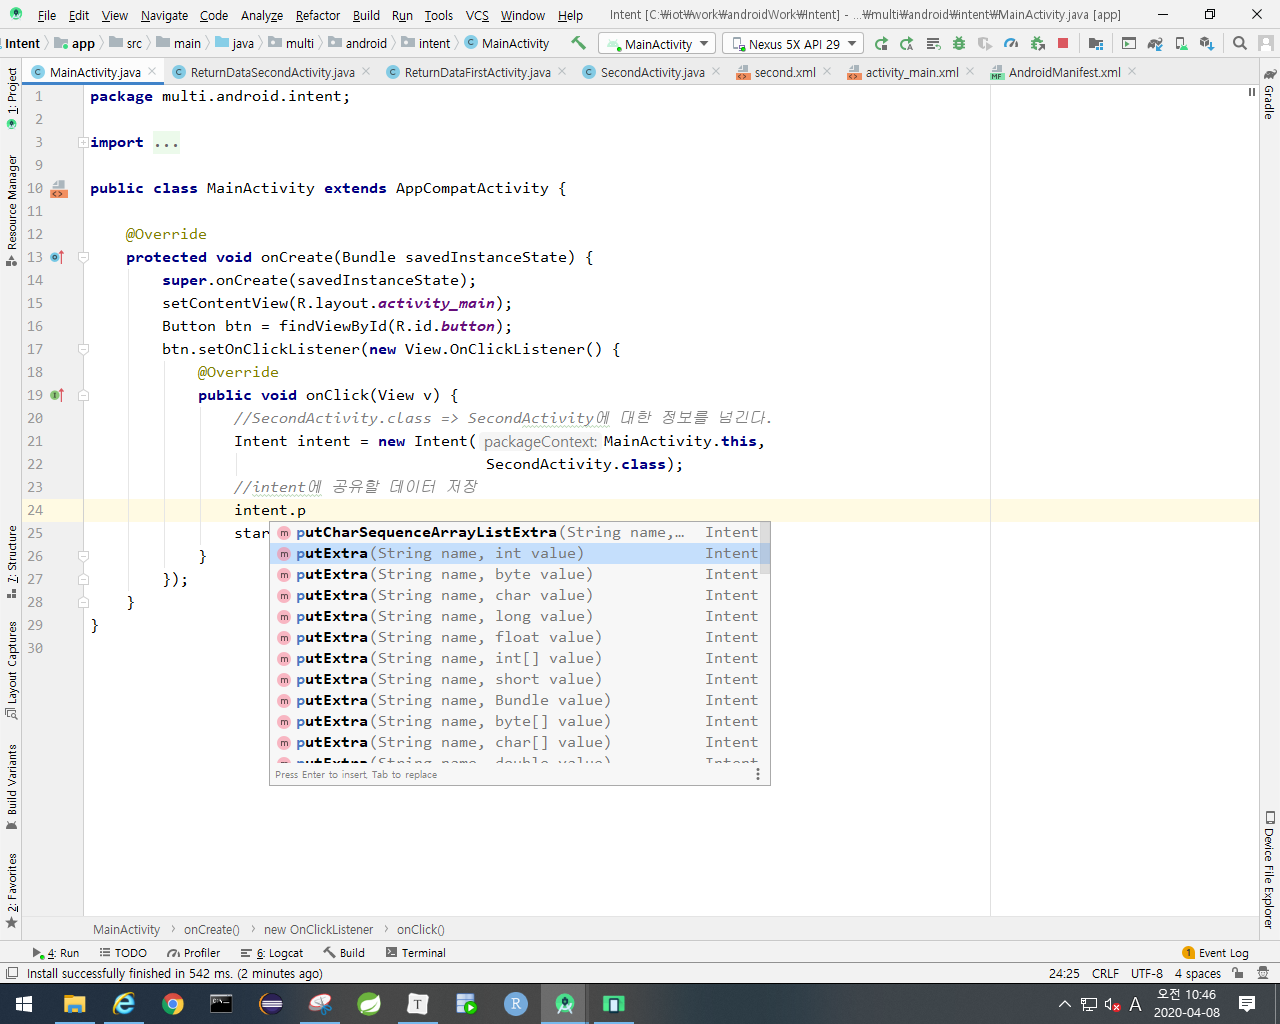 File Edit View Navigate Code Analyze Refactor Build Run Tools VCS Window Help Intent [C:₩iot₩work₩androidWork₩Intent] - ...₩multi₩android₩intent₩MainActivity.java [app]
Intent app src main java multi android intent MainActivity MainActivity Nexus 5X API 29
MainActivity.java ReturnDataSecondActivity.java ReturnDataFirstActivity.java SecondActivity.java second.xml activity_main.xml AndroidManifest.xml
1: Project
Resource Manager
7: Structure
Layout Captures
Build Variants
2: Favorites
Gradle
Device File Explorer
1 package multi.android.intent;
2
3 import ...
9
10 public class MainActivity extends AppCompatActivity {
11
12 @Override
13 protected void onCreate(Bundle savedInstanceState) {
14 super.onCreate(savedInstanceState);
15 setContentView(R.layout.activity_main);
16 Button btn = findViewById(R.id.button);
17 btn.setOnClickListener(new View.OnClickListener() {
18 @Override
19 public void onClick(View v) {
20 //SecondActivity.class => SecondActivity에 대한 정보를 넘긴다.
21 Intent intent = new Intent( packageContext: MainActivity.this,
22 SecondActivity.class);
23 //intent에 공유할 데이터 저장
24 intent.p
25 star
26 }
27 });
28 }
29 }
30
putCharSequenceArrayListExtra(String name,... Intent
putExtra(String name, int value) Intent
putExtra(String name, byte value) Intent
putExtra(String name, char value) Intent
putExtra(String name, long value) Intent
putExtra(String name, float value) Intent
putExtra(String name, int[] value) Intent
putExtra(String name, short value) Intent
putExtra(String name, Bundle value) Intent
putExtra(String name, byte[] value) Intent
putExtra(String name, char[] value) Intent
putExtra(String name, double value) Intent
Press Enter to insert, Tab to replace
MainActivity onCreate() new OnClickListener onClick()
4: Run TODO Profiler 6: Logcat Build Terminal 1 Event Log
Install successfully finished in 542 ms. (2 minutes ago) 24:25 CRLF UTF-8 4 spaces
A 오전 10:46
2020-04-08